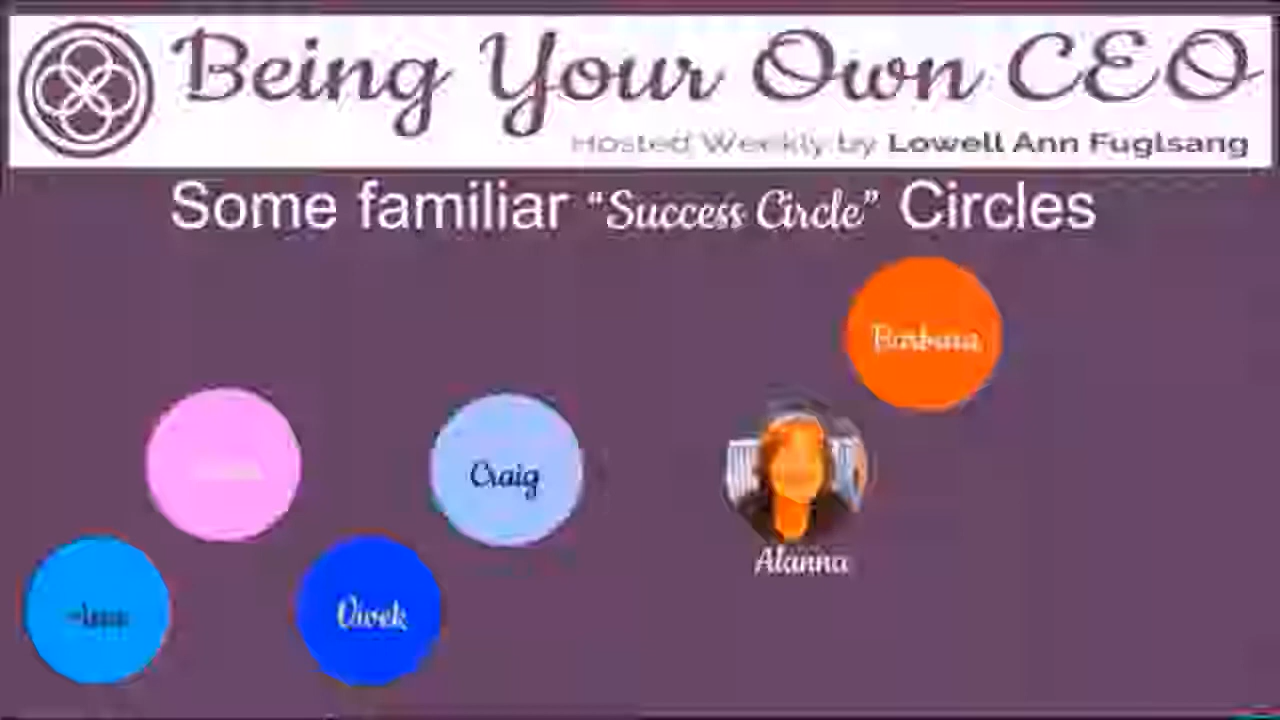 Being Your Own CEO
Hosted Weekly by Lowell Ann Fuglsang
Some familiar “Success Circle” Circles
Barbara
Craig
Alanna
Vivek